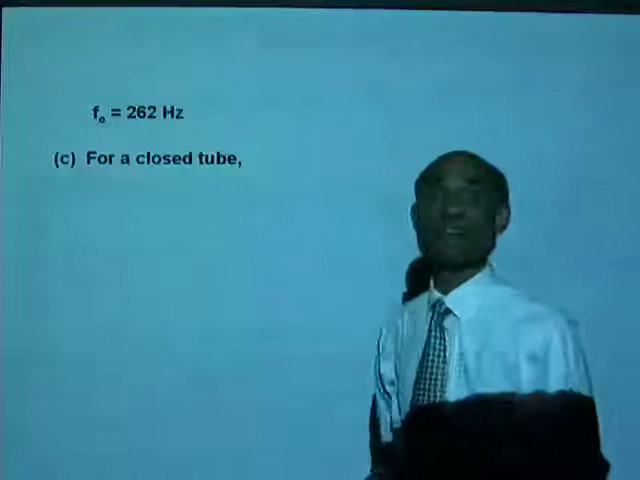 fo = 262 Hz
(c) For a closed tube,